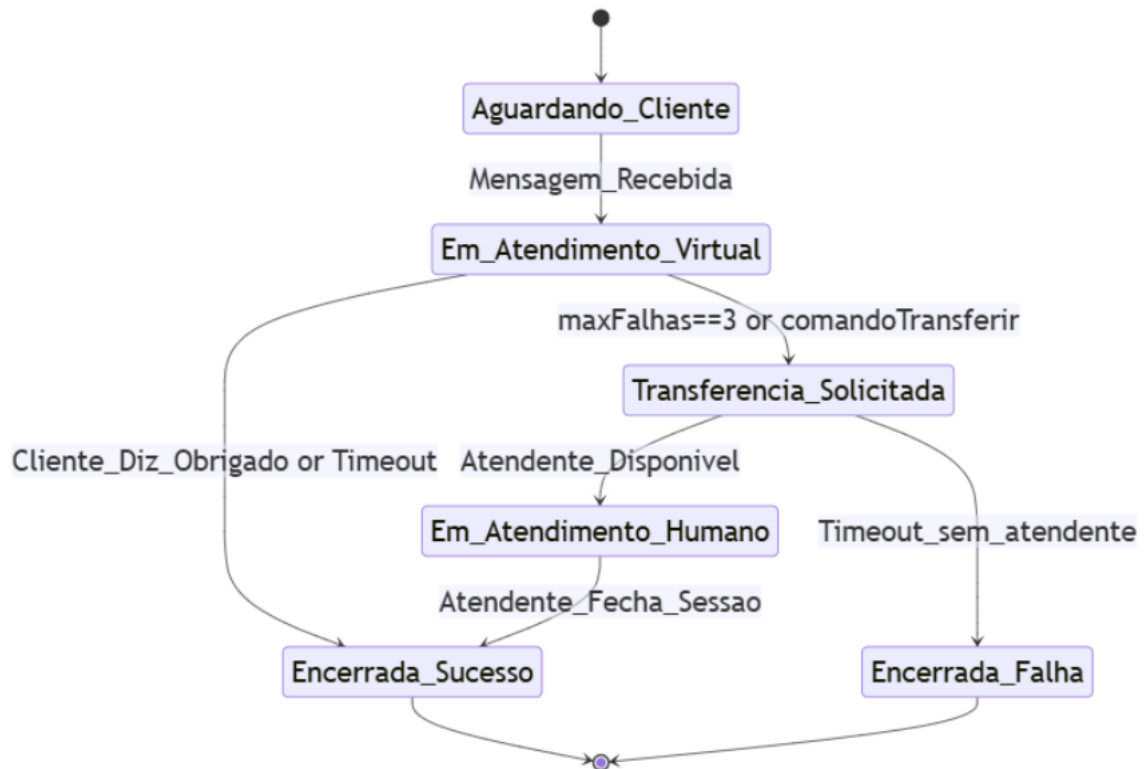 Aguardando_Cliente
Mensagem_Recebida
Em_Atendimento_Virtual
maxFalhas==3 or comandoTransferir
Transferencia_Solicitada
Cliente_Diz_Obrigado or Timeout
Atendente_Disponivel
Em_Atendimento_Humano
Timeout_sem_atendente
Atendente_Fecha_Sessao
Encerrada_Sucesso
Encerrada_Falha